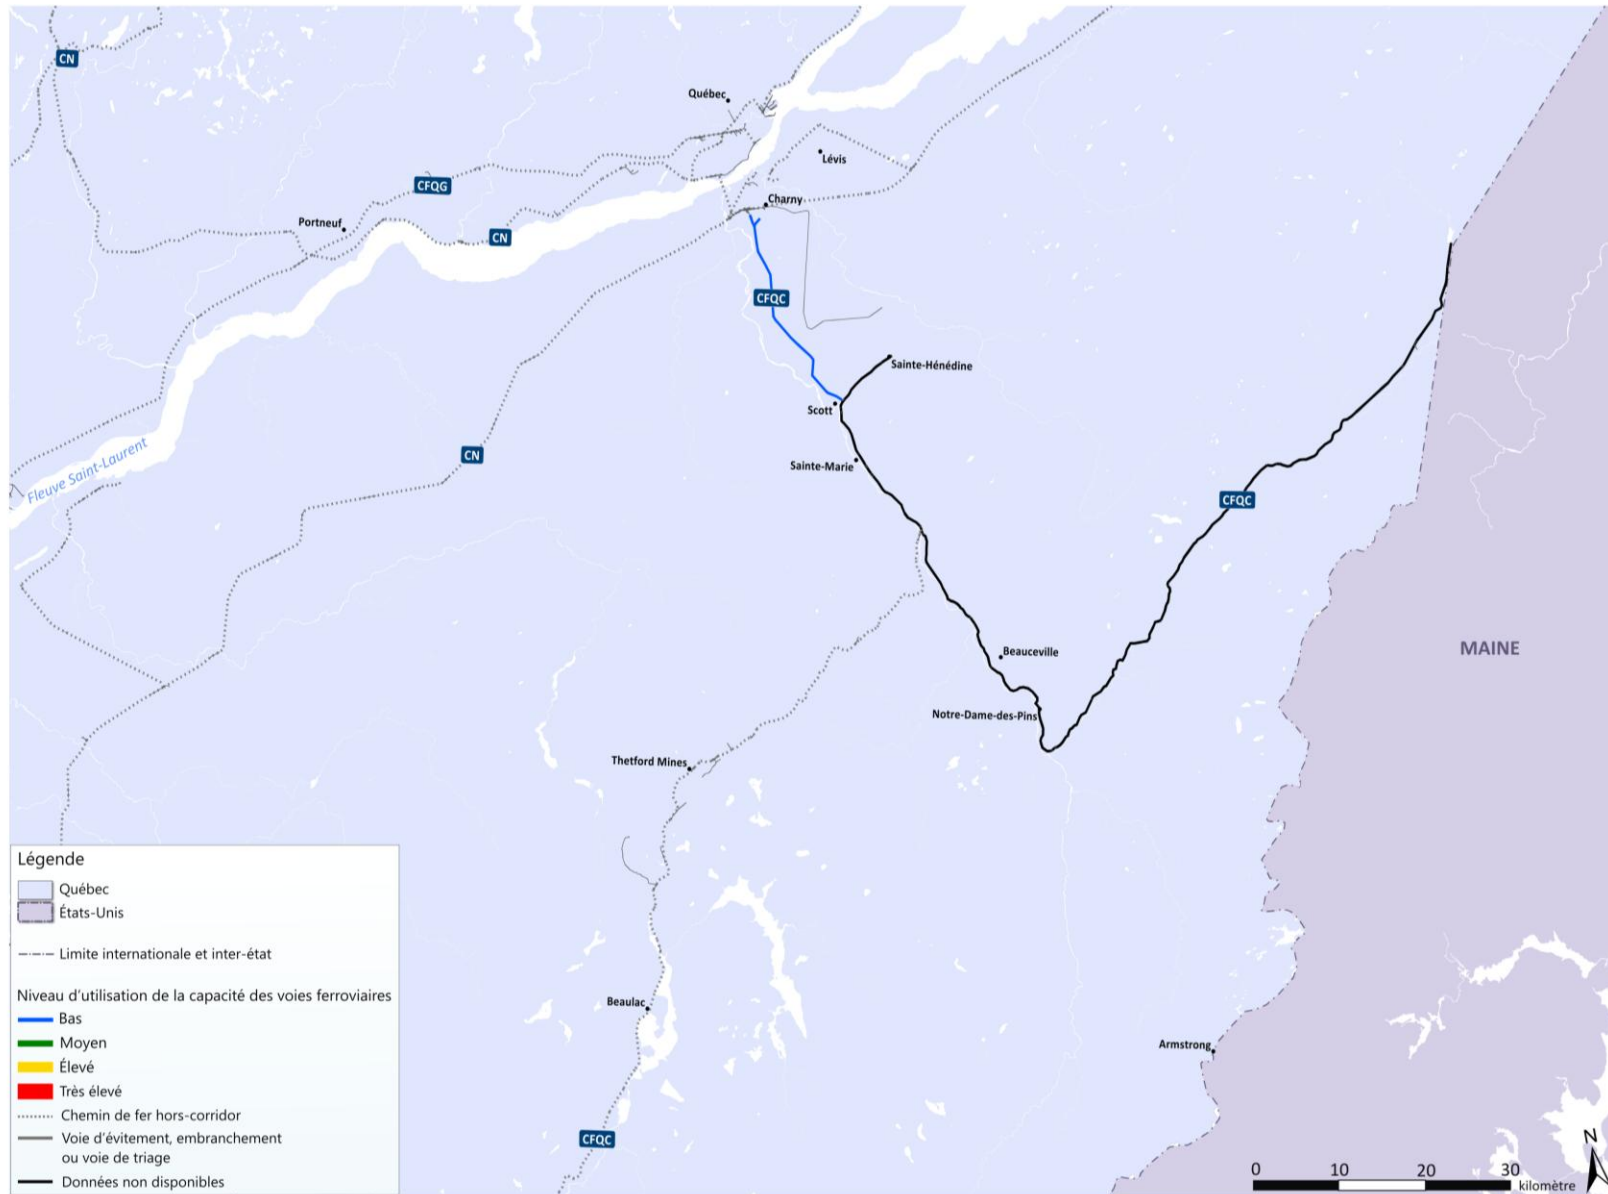 CN
Québec
Lévis
CFQG
Charny
Portneuf
CN
CFQC
Sainte-Hénédine
Scott
Fleuve Saint-Laurent
CN
Sainte-Marie
CFQC
MAINE
Beauceville
Notre-Dame-des-Pins
Thetford Mines
Beaulac
Armstrong
CFQC
Légende
Québec
États-Unis
Limite internationale et inter-état
Niveau d'utilisation de la capacité des voies ferroviaires
Bas
Moyen
Élevé
Très élevé
Chemin de fer hors-corridor
Voie d'évitement, embranchement
ou voie de triage
Données non disponibles
N
0 10 20 30
kilomètre